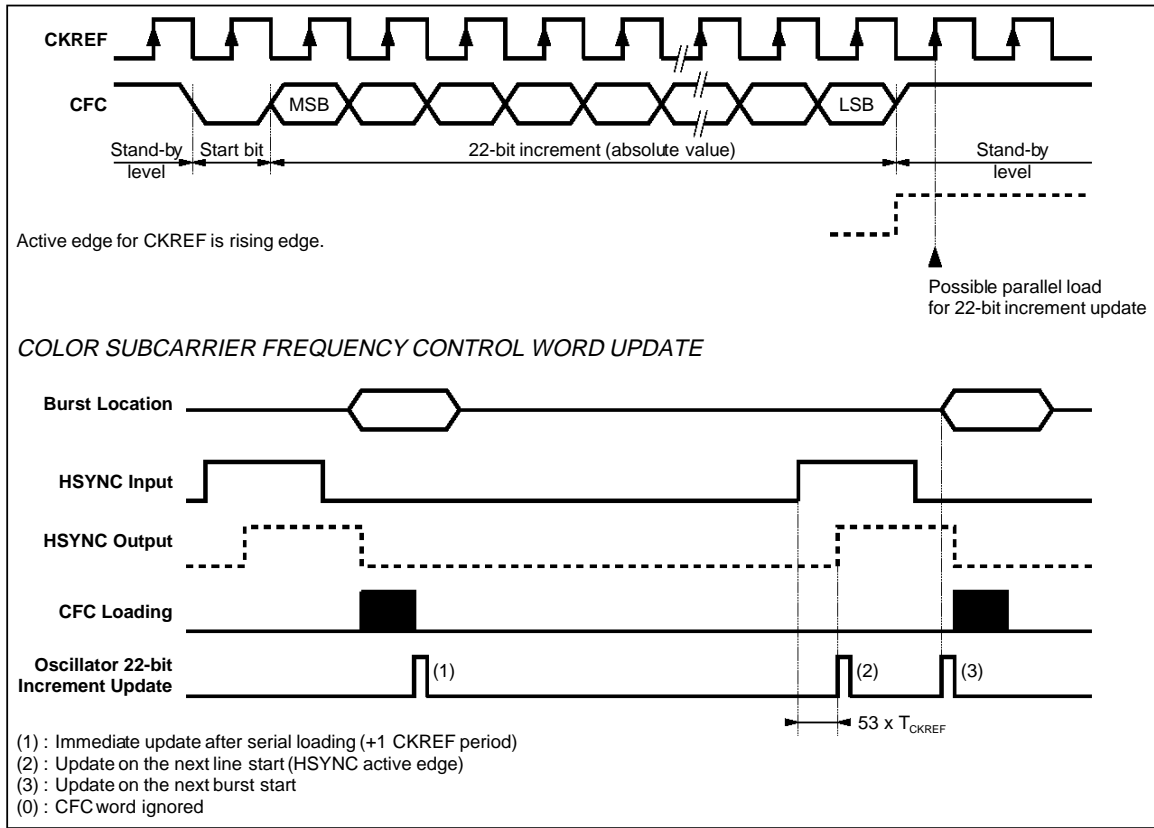 CKREF
CFC
MSB
LSB
Stand-by
level
Start bit
22-bit increment (absolute value)
Stand-by
level
Active edge for CKREF is rising edge.
Possible parallel load
for 22-bit increment update
COLOR SUBCARRIER FREQUENCY CONTROL WORD UPDATE
Burst Location
HSYNC Input
HSYNC Output
CFC Loading
Oscillator 22-bit
Increment Update
(1)
(2)
(3)
53 x TCKREF
(1) : Immediate update after serial loading (+1 CKREF period)
(2) : Update on the next line start (HSYNC active edge)
(3) : Update on the next burst start
(0) : CFC word ignored